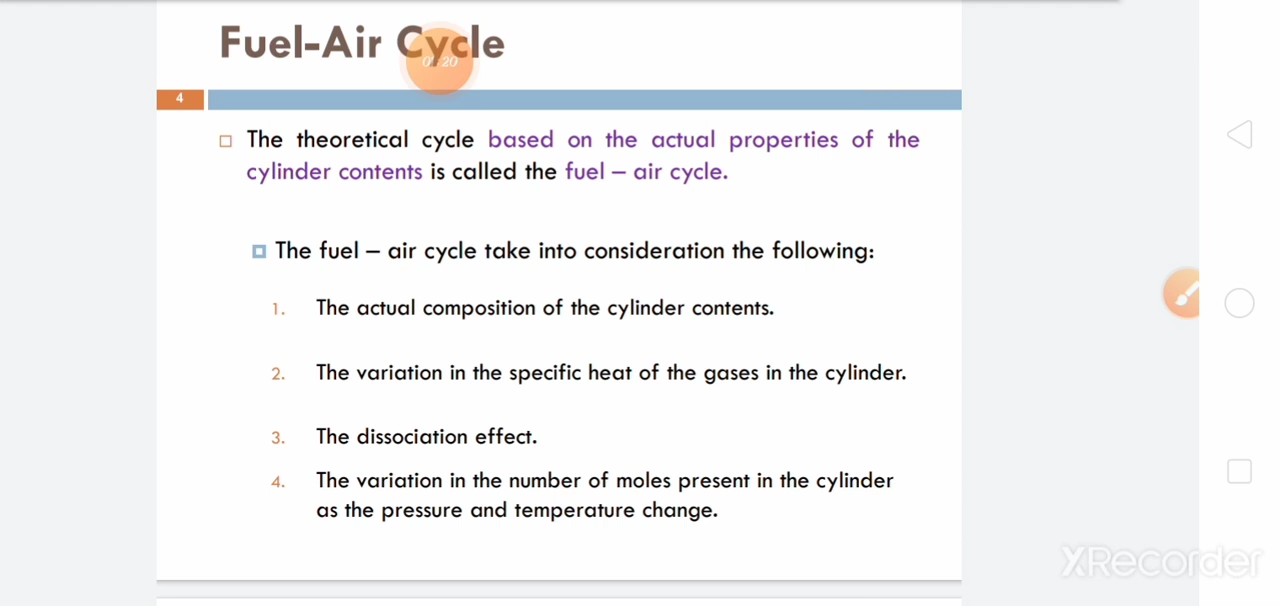 Fuel-Air Cycle
4
The theoretical cycle based on the actual properties of the
cylinder contents is called the fuel – air cycle.
The fuel – air cycle take into consideration the following:
1. The actual composition of the cylinder contents.
2. The variation in the specific heat of the gases in the cylinder.
3. The dissociation effect.
4. The variation in the number of moles present in the cylinder
as the pressure and temperature change.
XRecorder